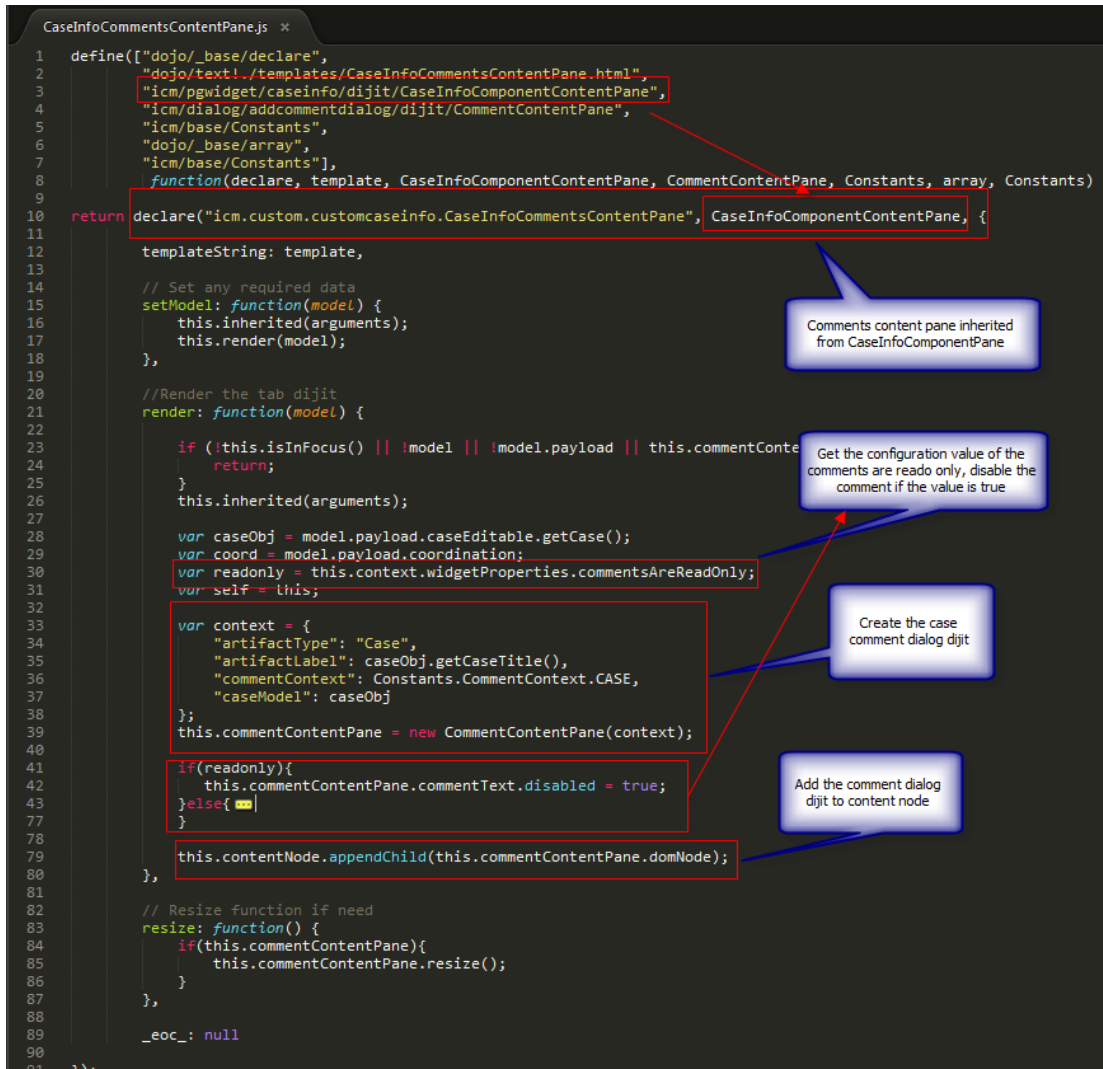 CaseInfoCommentsContentPane.js ×
1 define(["dojo/_base/declare",
2 "dojo/text!./templates/CaseInfoCommentsContentPane.html",
3 "icm/pgwidget/caseinfo/dijit/CaseInfoComponentContentPane",
4 "icm/dialog/addcommentdialog/dijit/CommentContentPane",
5 "icm/base/Constants",
6 "dojo/_base/array",
7 "icm/base/Constants"],
8 function(declare, template, CaseInfoComponentContentPane, CommentContentPane, Constants, array, Constants)
9
10 return declare("icm.custom.customcaseinfo.CaseInfoCommentsContentPane", CaseInfoComponentContentPane, {
11
12 templateString: template,
13
14 // Set any required data
15 setModel: function(model) {
16 this.inherited(arguments);
17 this.render(model);
18 },
19
Comments content pane inherited
from CaseInfoComponentPane
20 //Render the tab dijit
21 render: function(model) {
22
23 if (!this.isInFocus() || !model || !model.payload || this.commentConte
24 return;
25 }
26 this.inherited(arguments);
27
Get the configuration value of the
comments are reado only, disable the
comment if the value is true
28 var caseObj = model.payload.caseEditable.getCase();
29 var coord = model.payload.coordination;
30 var readonly = this.context.widgetProperties.commentsAreReadOnly;
31 var self = this;
32
33 var context = {
34 "artifactType": "Case",
35 "artifactLabel": caseObj.getCaseTitle(),
36 "commentContext": Constants.CommentContext.CASE,
37 "caseModel": caseObj
38 };
39 this.commentContentPane = new CommentContentPane(context);
40
Create the case
comment dialog dijit
41 if(readonly){
42 this.commentContentPane.commentText.disabled = true;
43 }else{
77 }
78
79 this.contentNode.appendChild(this.commentContentPane.domNode);
80 },
81
Add the comment dialog
dijit to content node
82 // Resize function if need
83 resize: function() {
84 if(this.commentContentPane){
85 this.commentContentPane.resize();
86 }
87 },
88
89 _eoc_: null
90
91 });